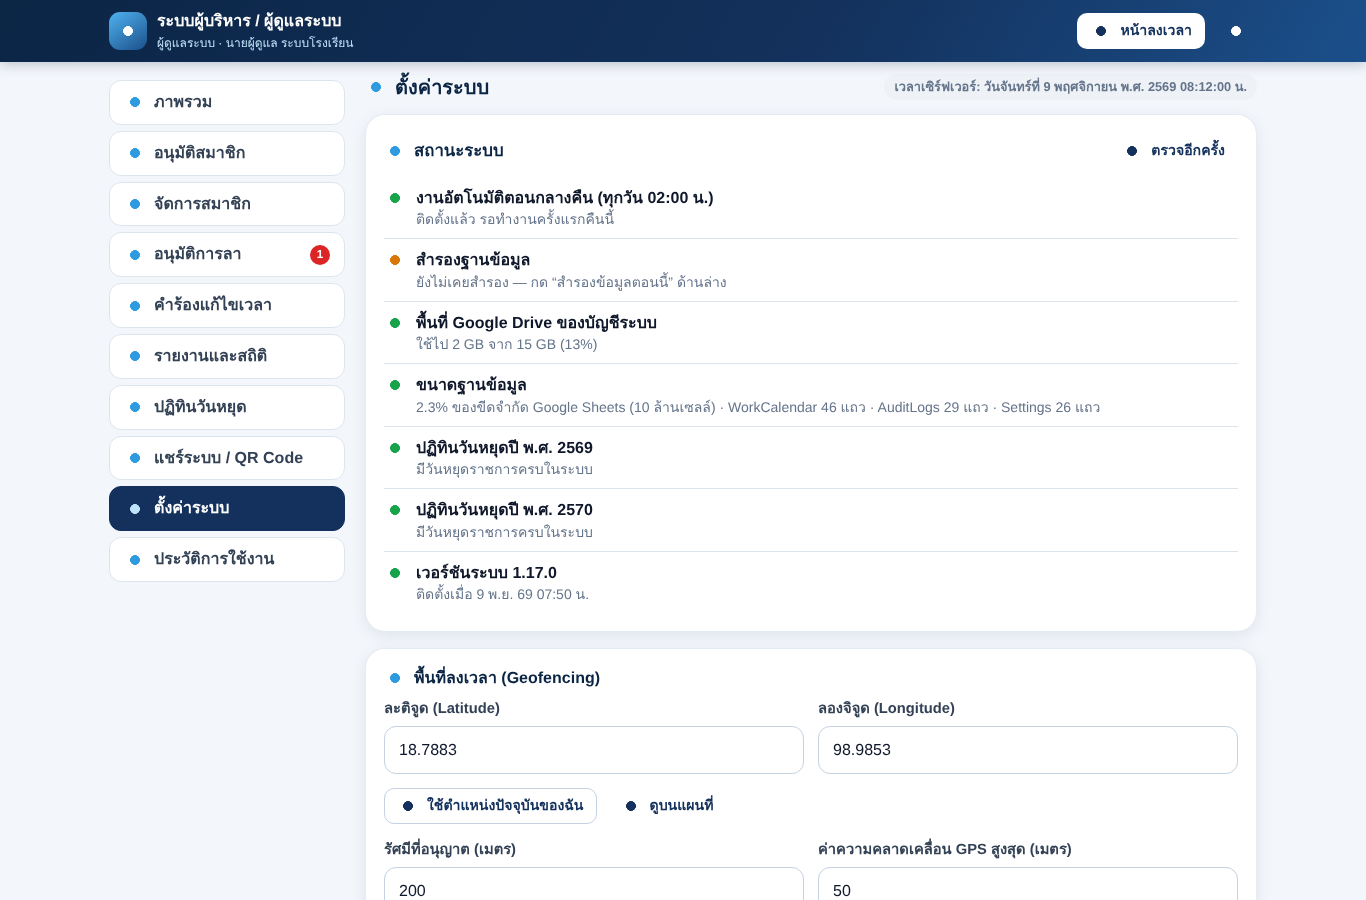 ระบบผู้บริหาร / ผู้ดูแลระบบ
ผู้ดูแลระบบ · นายผู้ดูแล ระบบโรงเรียน
หน้าลงเวลา
ภาพรวม
อนุมัติสมาชิก
จัดการสมาชิก
อนุมัติการลา
1
คำร้องแก้ไขเวลา
รายงานและสถิติ
ปฏิทินวันหยุด
แชร์ระบบ / QR Code
ตั้งค่าระบบ
ประวัติการใช้งาน
ตั้งค่าระบบ
เวลาเซิร์ฟเวอร์: วันจันทร์ที่ 9 พฤศจิกายน พ.ศ. 2569 08:12:00 น.
สถานะระบบ
ตรวจอีกครั้ง
งานอัตโนมัติตอนกลางคืน (ทุกวัน 02:00 น.)
ติดตั้งแล้ว รอทำงานครั้งแรกคืนนี้
สำรองฐานข้อมูล
ยังไม่เคยสำรอง — กด “สำรองข้อมูลตอนนี้” ด้านล่าง
พื้นที่ Google Drive ของบัญชีระบบ
ใช้ไป 2 GB จาก 15 GB (13%)
ขนาดฐานข้อมูล
2.3% ของขีดจำกัด Google Sheets (10 ล้านเซลล์) · WorkCalendar 46 แถว · AuditLogs 29 แถว · Settings 26 แถว
ปฏิทินวันหยุดปี พ.ศ. 2569
มีวันหยุดราชการครบในระบบ
ปฏิทินวันหยุดปี พ.ศ. 2570
มีวันหยุดราชการครบในระบบ
เวอร์ชันระบบ 1.17.0
ติดตั้งเมื่อ 9 พ.ย. 69 07:50 น.
พื้นที่ลงเวลา (Geofencing)
ละติจูด (Latitude)
ลองจิจูด (Longitude)
18.7883
98.9853
ใช้ตำแหน่งปัจจุบันของฉัน
ดูบนแผนที่
รัศมีที่อนุญาต (เมตร)
ค่าความคลาดเคลื่อน GPS สูงสุด (เมตร)
200
50